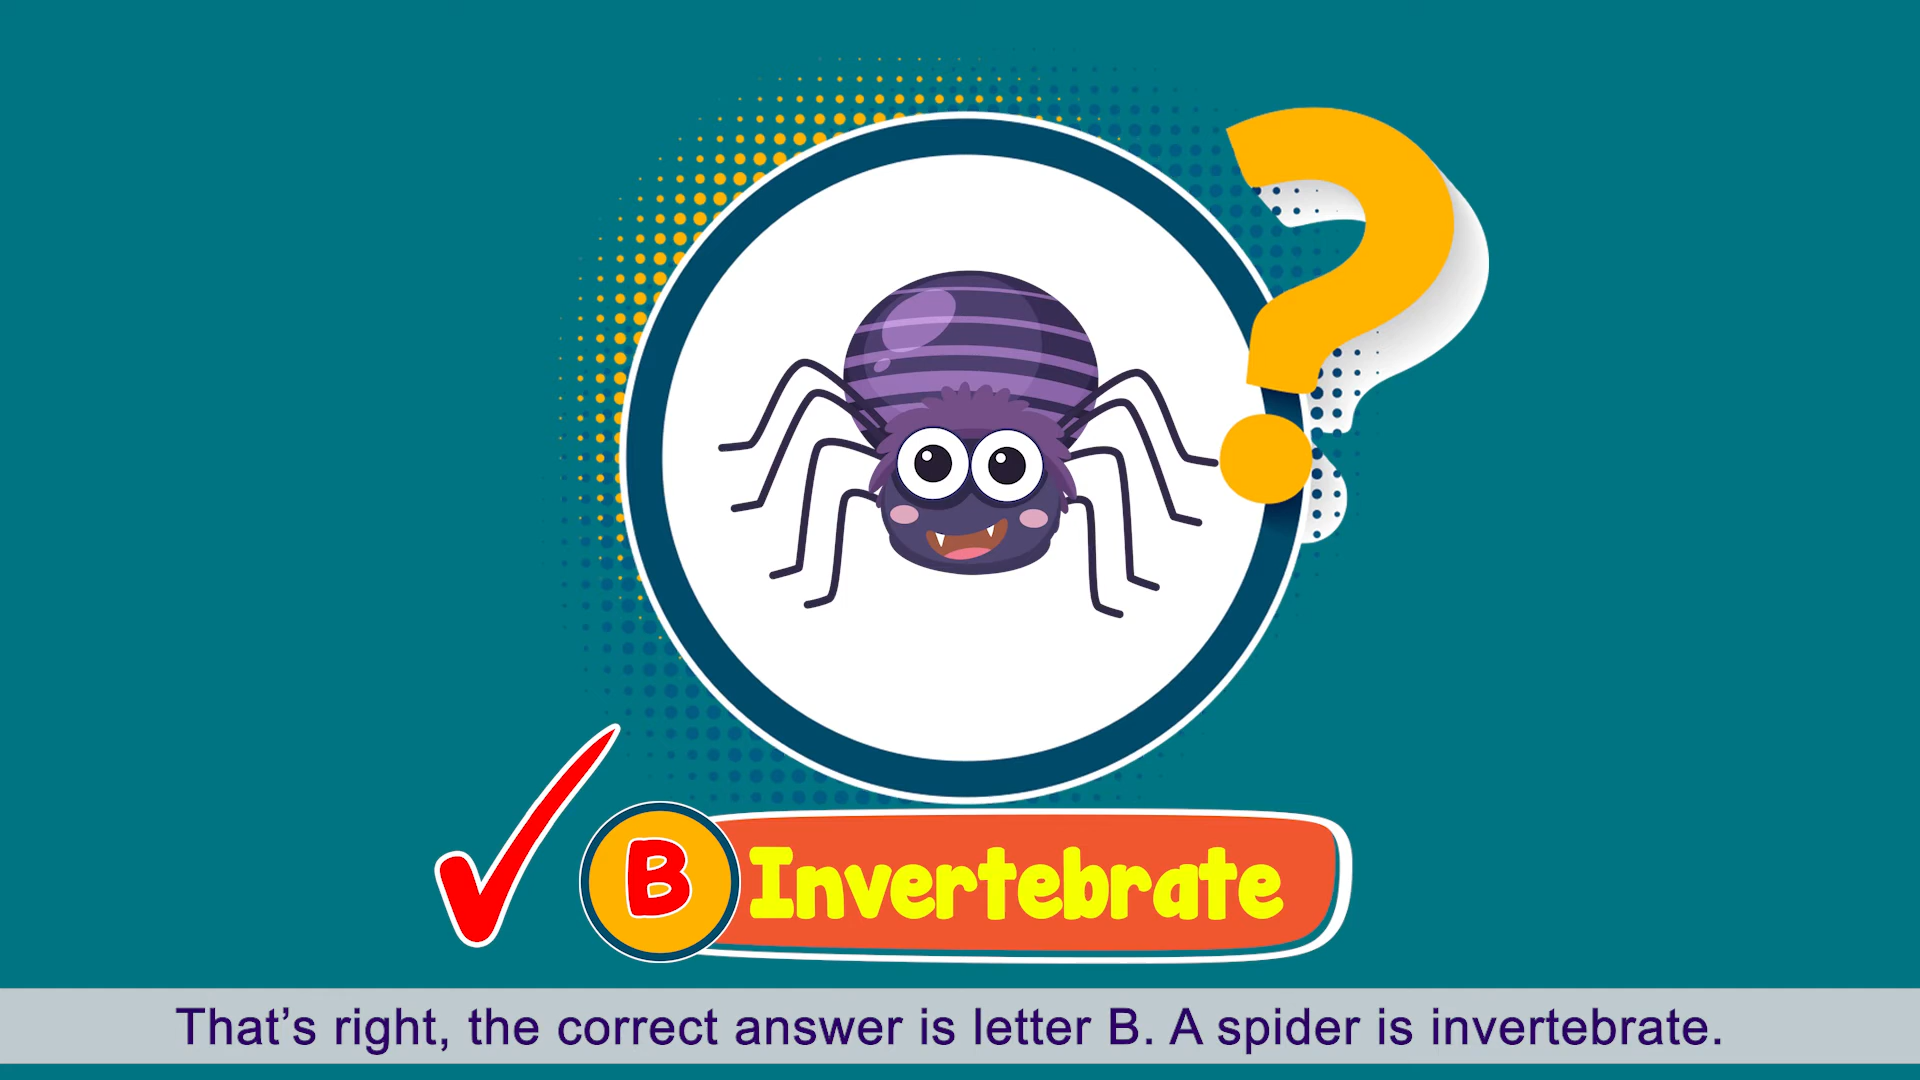 ?
B Invertebrate
That’s right, the correct answer is letter B. A spider is invertebrate.